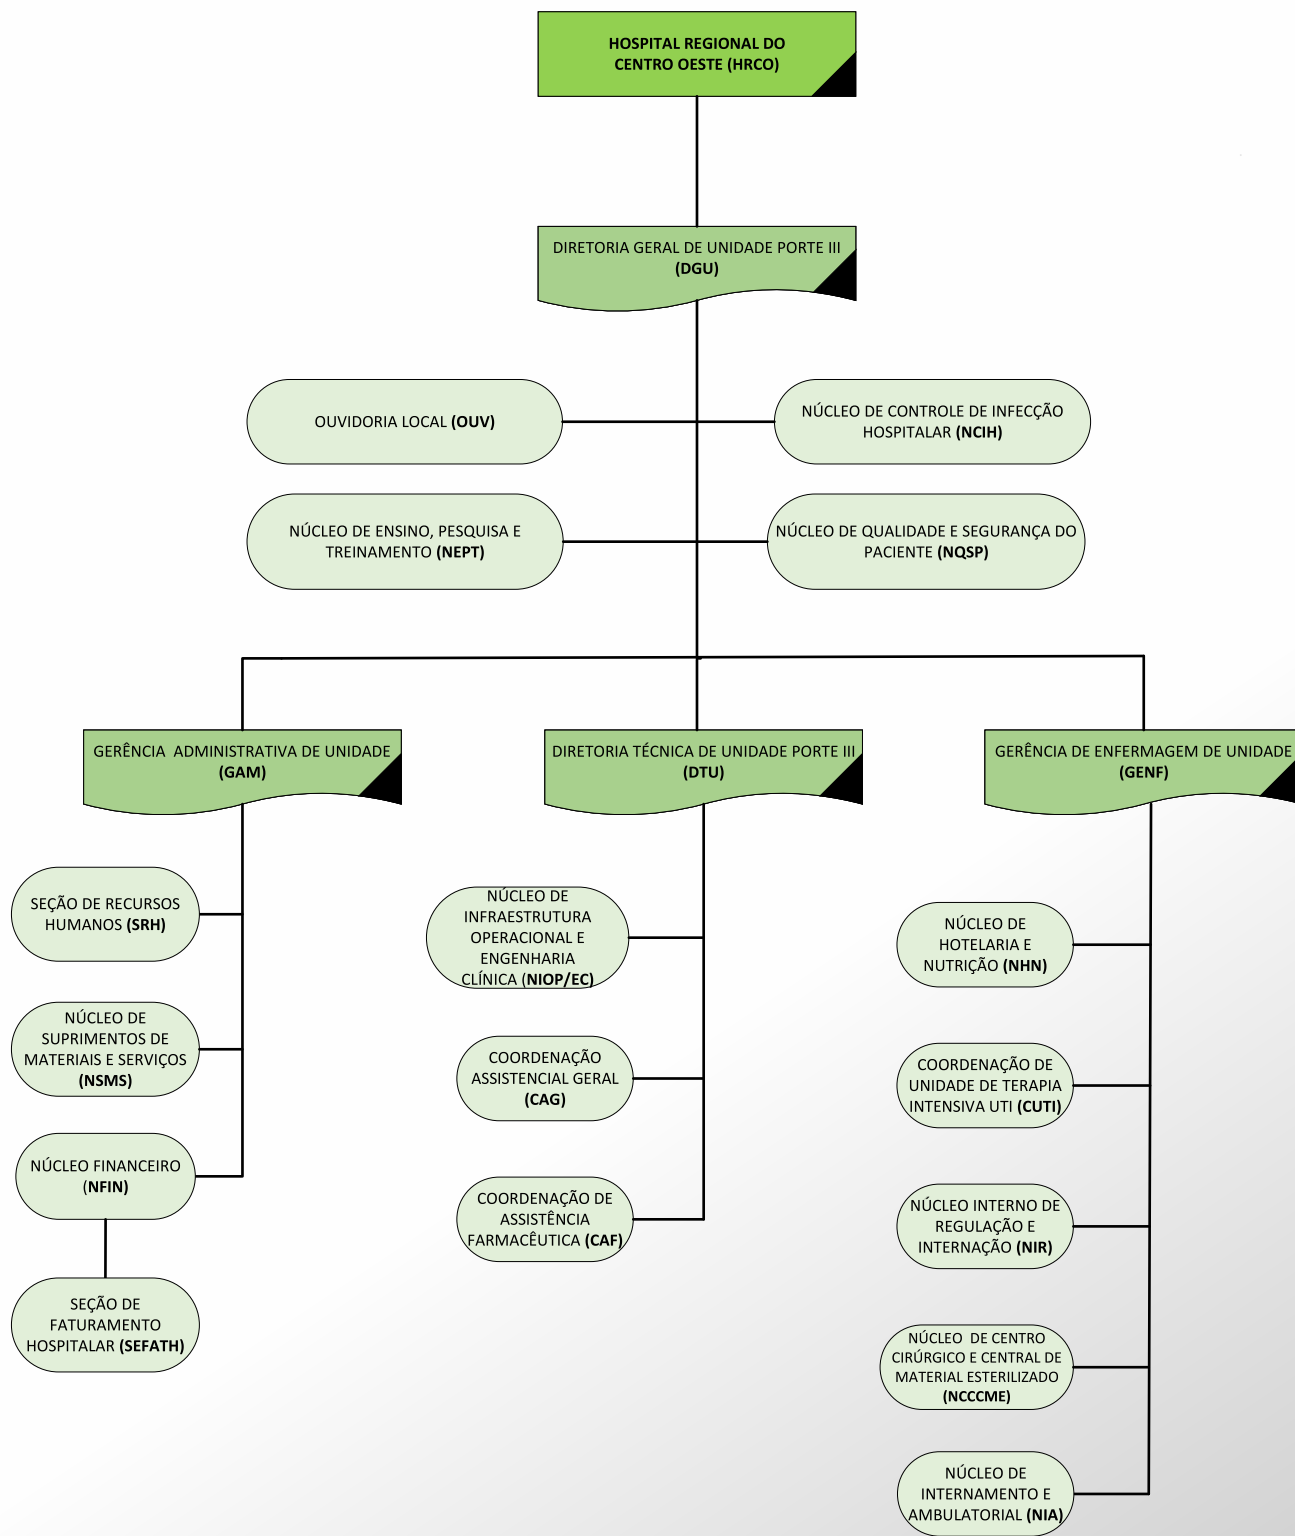 HOSPITAL REGIONAL DO
CENTRO OESTE (HRCO)
DIRETORIA GERAL DE UNIDADE PORTE III
(DGU)
OUVIDORIA LOCAL (OUV)
NÚCLEO DE CONTROLE DE INFECÇÃO
HOSPITALAR (NCIH)
NÚCLEO DE ENSINO, PESQUISA E
TREINAMENTO (NEPT)
NÚCLEO DE QUALIDADE E SEGURANÇA DO
PACIENTE (NQSP)
GERÊNCIA ADMINISTRATIVA DE UNIDADE
(GAM)
DIRETORIA TÉCNICA DE UNIDADE PORTE III
(DTU)
GERÊNCIA DE ENFERMAGEM DE UNIDADE
(GENF)
SEÇÃO DE RECURSOS
HUMANOS (SRH)
NÚCLEO DE
SUPRIMENTOS DE
MATERIAIS E SERVIÇOS
(NSMS)
NÚCLEO FINANCEIRO
(NFIN)
SEÇÃO DE
FATURAMENTO
HOSPITALAR (SEFATH)
NÚCLEO DE
INFRAESTRUTURA
OPERACIONAL E
ENGENHARIA
CLÍNICA (NIOP/EC)
COORDENAÇÃO
ASSISTENCIAL GERAL
(CAG)
COORDENAÇÃO DE
ASSISTÊNCIA
FARMACÊUTICA (CAF)
NÚCLEO DE
HOTELARIA E
NUTRIÇÃO (NHN)
COORDENAÇÃO DE
UNIDADE DE TERAPIA
INTENSIVA UTI (CUTI)
NÚCLEO INTERNO DE
REGULAÇÃO E
INTERNAÇÃO (NIR)
NÚCLEO DE CENTRO
CIRÚRGICO E CENTRAL DE
MATERIAL ESTERILIZADO
(NCCCME)
NÚCLEO DE
INTERNAMENTO E
AMBULATORIAL (NIA)